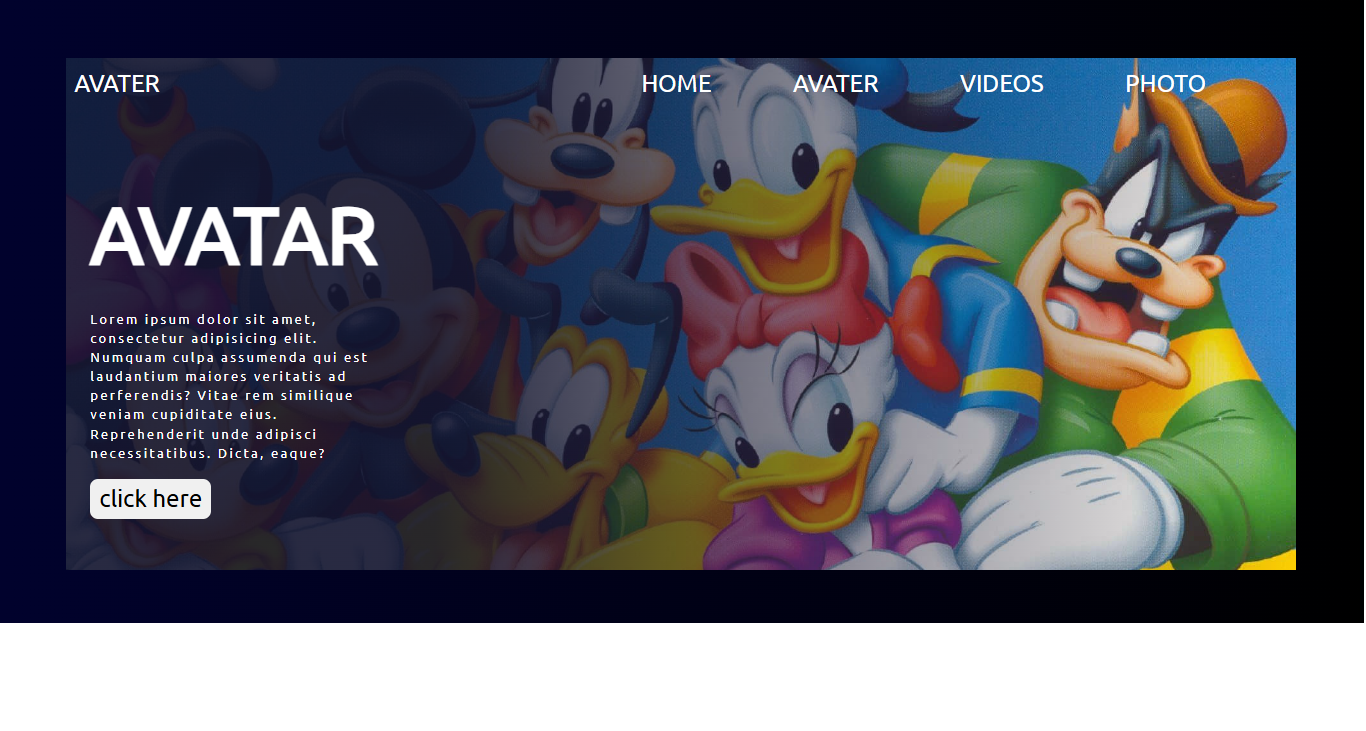 AVATER HOME AVATER VIDEOS PHOTO
AVATAR
Lorem ipsum dolor sit amet,
consectetur adipisicing elit.
Numquam culpa assumenda qui est
laudantium maiores veritatis ad
perferendis? Vitae rem similique
veniam cupiditate eius.
Reprehenderit unde adipisci
necessitatibus. Dicta, eaque?
click here